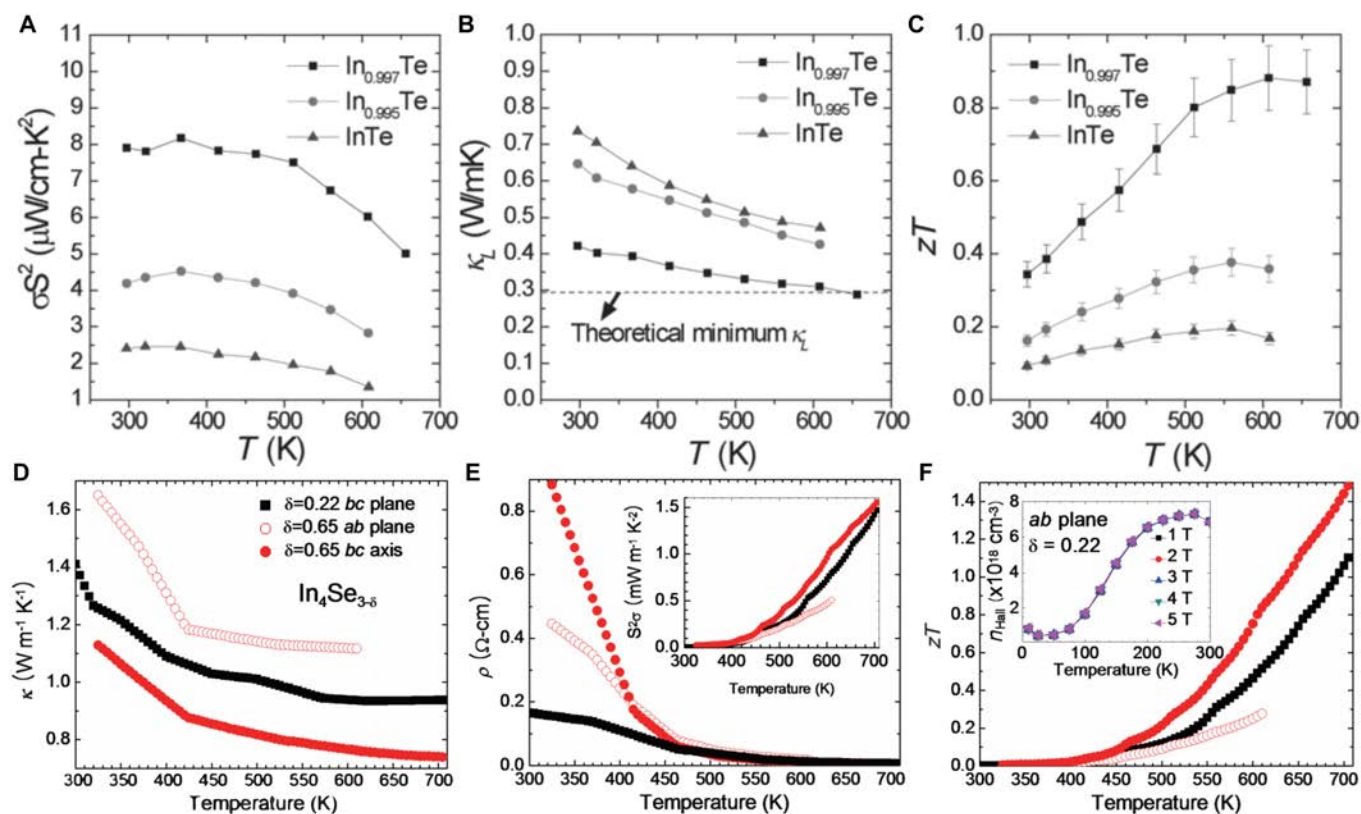 A
σS² (μW/cm-K²)
11
10
9
8
7
6
5
4
3
2
1
In₀.₉₉₇Te
In₀.₉₉₅Te
InTe
300 400 500 600 700
T (K)
B
κL (W/mK)
1.0
0.9
0.8
0.7
0.6
0.5
0.4
0.3
0.2
0.1
0.0
In₀.₉₉₇Te
In₀.₉₉₅Te
InTe
Theoretical minimum κL
300 400 500 600 700
T (K)
C
zT
1.0
0.8
0.6
0.4
0.2
0.0
In₀.₉₉₇Te
In₀.₉₉₅Te
InTe
300 400 500 600 700
T (K)
D
κ (W m⁻¹ K⁻¹)
1.6
1.4
1.2
1.0
0.8
δ=0.22 bc plane
δ=0.65 ab plane
δ=0.65 bc axis
In₄Se₃₋δ
300 350 400 450 500 550 600 650 700
Temperature (K)
E
ρ (Ω-cm)
1.0
0.8
0.6
0.4
0.2
0.0
S²σ (mW m⁻¹ K⁻²)
1.5
1.0
0.5
0.0
300 400 500 600 700
Temperature (K)
300 350 400 450 500 550 600 650 700
Temperature (K)
F
zT
1.4
1.2
1.0
0.8
0.6
0.4
0.2
0.0
nHall (x10¹⁸ cm⁻³)
8
6
4
2
ab plane
δ = 0.22
1 T
2 T
3 T
4 T
5 T
0 100 200 300
Temperature (K)
300 350 400 450 500 550 600 650 700
Temperature (K)